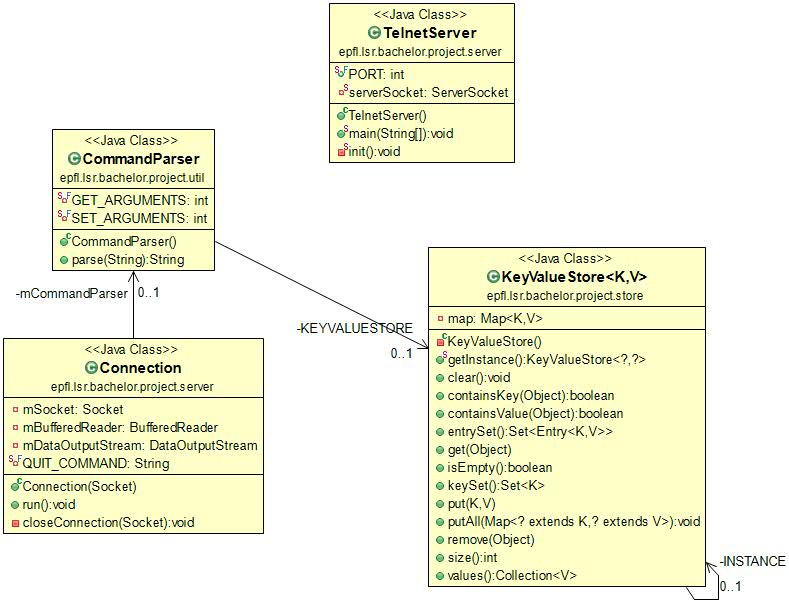 <<Java Class>>
TelnetServer
epfl.lsr.bachelor.project.server
PORT: int
serverSocket: ServerSocket
TelnetServer()
main(String[]):void
init():void
<<Java Class>>
CommandParser
epfl.lsr.bachelor.project.util
GET_ARGUMENTS: int
SET_ARGUMENTS: int
CommandParser()
parse(String):String
-mCommandParser
0..1
-KEYVALUESTORE
0..1
<<Java Class>>
Connection
epfl.lsr.bachelor.project.server
mSocket: Socket
mBufferedReader: BufferedReader
mDataOutputStream: DataOutputStream
QUIT_COMMAND: String
Connection(Socket)
run():void
closeConnection(Socket):void
<<Java Class>>
KeyValueStore<K,V>
epfl.lsr.bachelor.project.store
map: Map<K,V>
KeyValueStore()
getInstance():KeyValueStore<?,?>
clear():void
containsKey(Object):boolean
containsValue(Object):boolean
entrySet():Set<Entry<K,V>>
get(Object)
isEmpty():boolean
keySet():Set<K>
put(K,V)
putAll(Map<? extends K,? extends V>):void
remove(Object)
size():int
values():Collection<V>
-INSTANCE
0..1